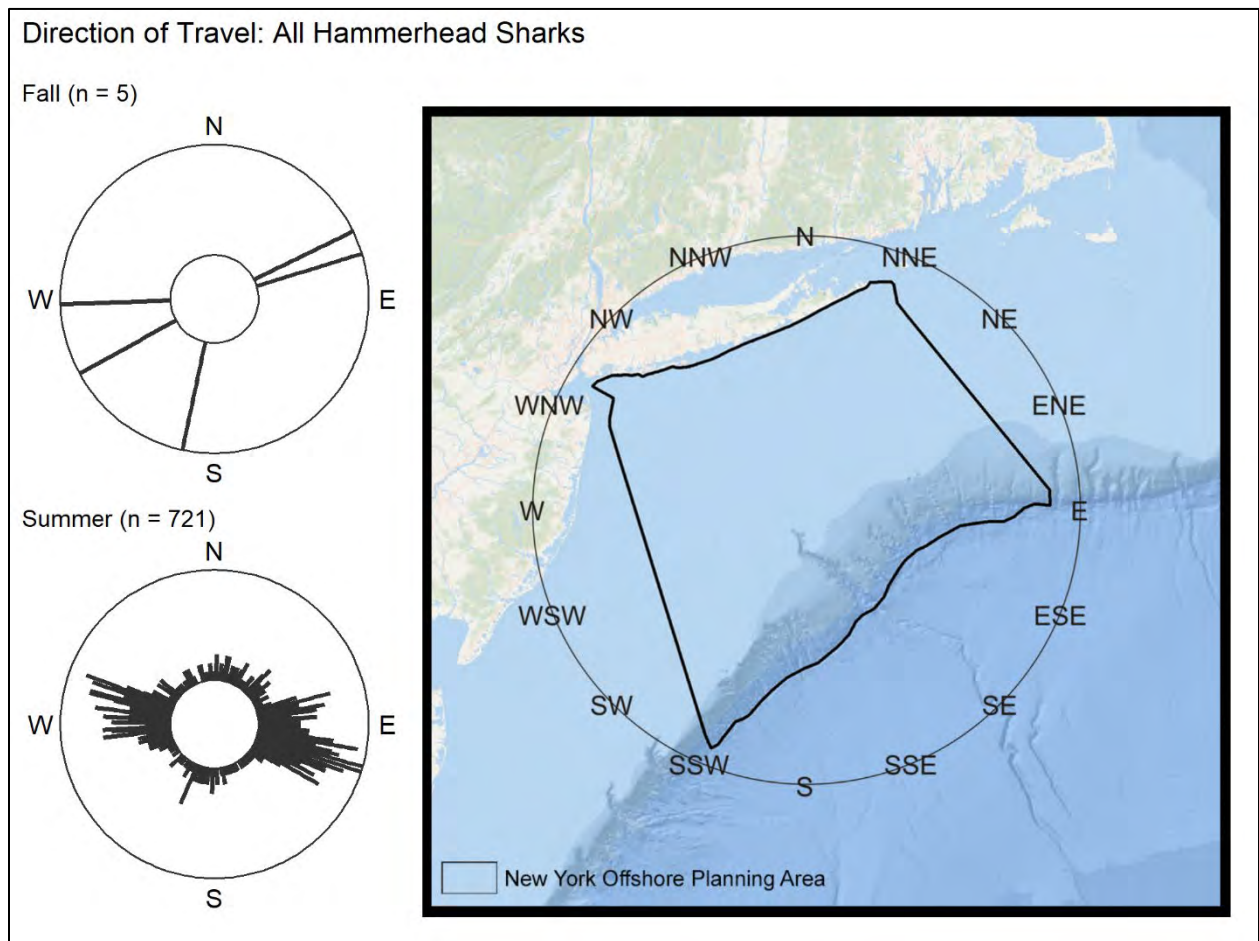 Direction of Travel: All Hammerhead Sharks
Fall (n = 5)
N
W
E
S
Summer (n = 721)
N
W
E
S
N
NNW
NNE
NW
NE
WNW
ENE
W
E
WSW
ESE
SW
SE
SSW
SSE
S
New York Offshore Planning Area